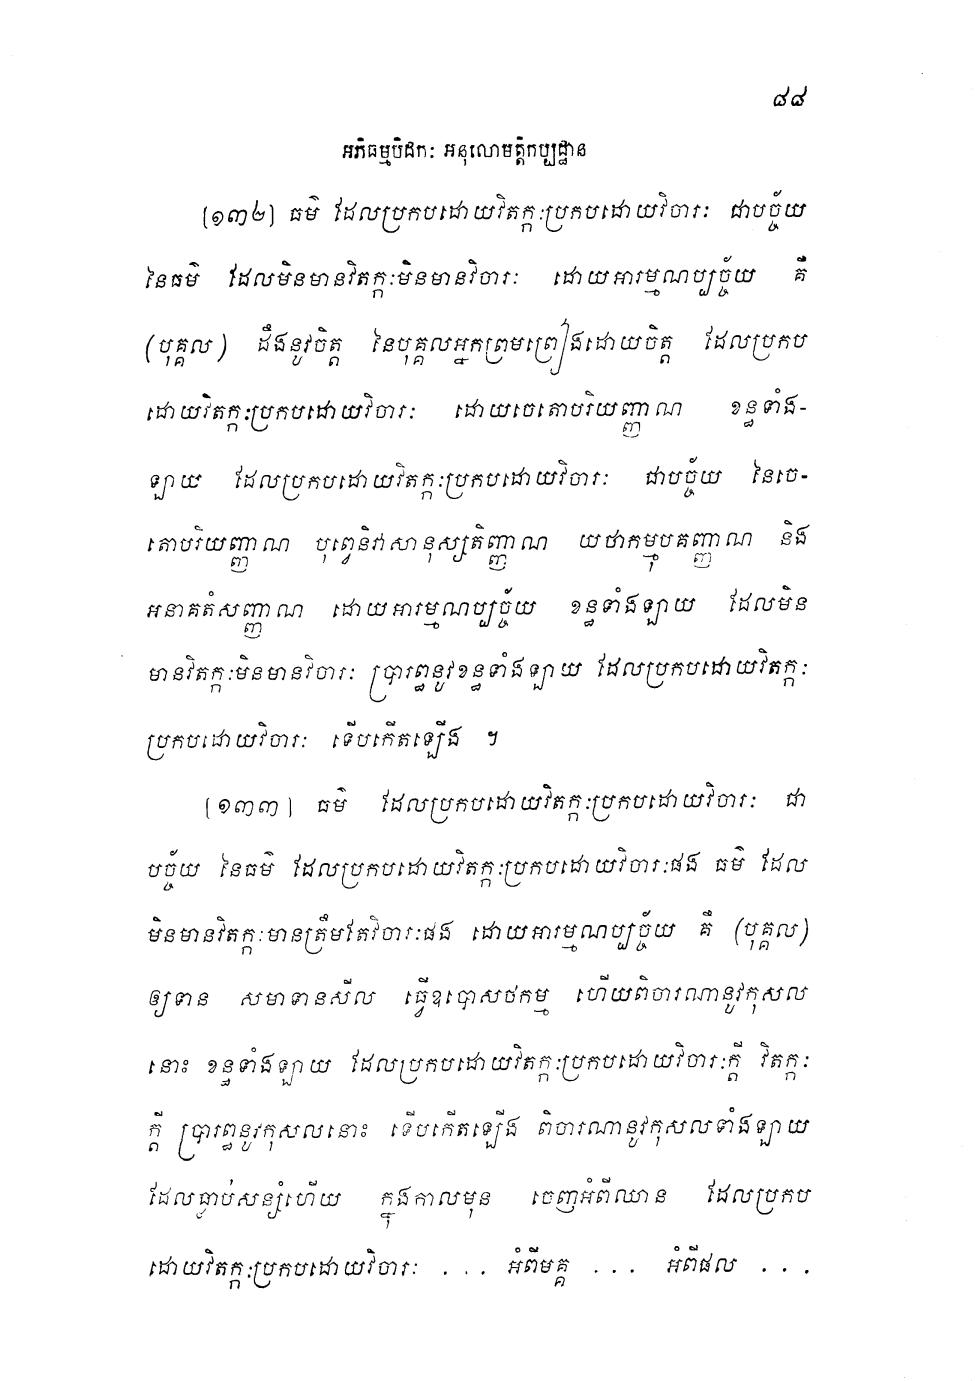 ៨៨
អភិធម្មបិដក: អនុលោមត្តិកប្បដ្ឋាន
[១៣២] ធម៌ ដែលប្រកបដោយវិតក្កៈប្រកបដោយវិចារៈ ជាបច្ច័យ
នៃធម៌ ដែលមិនមានវិតក្កៈមិនមានវិចារៈ ដោយអារម្មណប្បច្ច័យ គឺ
(បុគ្គល) ដឹងនូវចិត្ត នៃបុគ្គលអ្នកព្រមព្រៀងដោយចិត្ត ដែលប្រកប
ដោយវិតក្កៈប្រកបដោយវិចារៈ ដោយចេតោបរិយញ្ញាណ ខន្ធទាំង-
ឡាយ ដែលប្រកបដោយវិតក្កៈប្រកបដោយវិចារៈ ជាបច្ច័យ នៃចេ-
តោបរិយញ្ញាណ បុព្វេនិវាសានុស្សតិញ្ញាណ យថាកម្មុបគញ្ញាណ និង
អនាគតំសញ្ញាណ ដោយអារម្មណប្បច្ច័យ ខន្ធទាំងឡាយ ដែលមិន
មានវិតក្កៈមិនមានវិចារៈ ប្រារព្ធនូវខន្ធទាំងឡាយ ដែលប្រកបដោយវិតក្កៈ
ប្រកបដោយវិចារៈ ទើបកើតឡើង ។
[១៣៣] ធម៌ ដែលប្រកបដោយវិតក្កៈប្រកបដោយវិចារៈ ជា
បច្ច័យ នៃធម៌ ដែលប្រកបដោយវិតក្កៈប្រកបដោយវិចារៈផង ធម៌ ដែល
មិនមានវិតក្កៈមានត្រឹមតែវិចារៈផង ដោយអារម្មណប្បច្ច័យ គឺ (បុគ្គល)
ឲ្យទាន សមាទានសីល ធ្វើឧបោសថកម្ម ហើយពិចារណានូវកុសល
នោះ ខន្ធទាំងឡាយ ដែលប្រកបដោយវិតក្កៈប្រកបដោយវិចារៈក្តី វិតក្កៈ
ក្តី ប្រារព្ធនូវកុសលនោះ ទើបកើតឡើង ពិចារណានូវកុសលទាំងឡាយ
ដែលធ្លាប់សន្សំហើយ ក្នុងកាលមុន ចេញអំពីឈាន ដែលប្រកប
ដោយវិតក្កៈប្រកបដោយវិចារៈ . . . អំពីមគ្គ . . . អំពីផល . . .